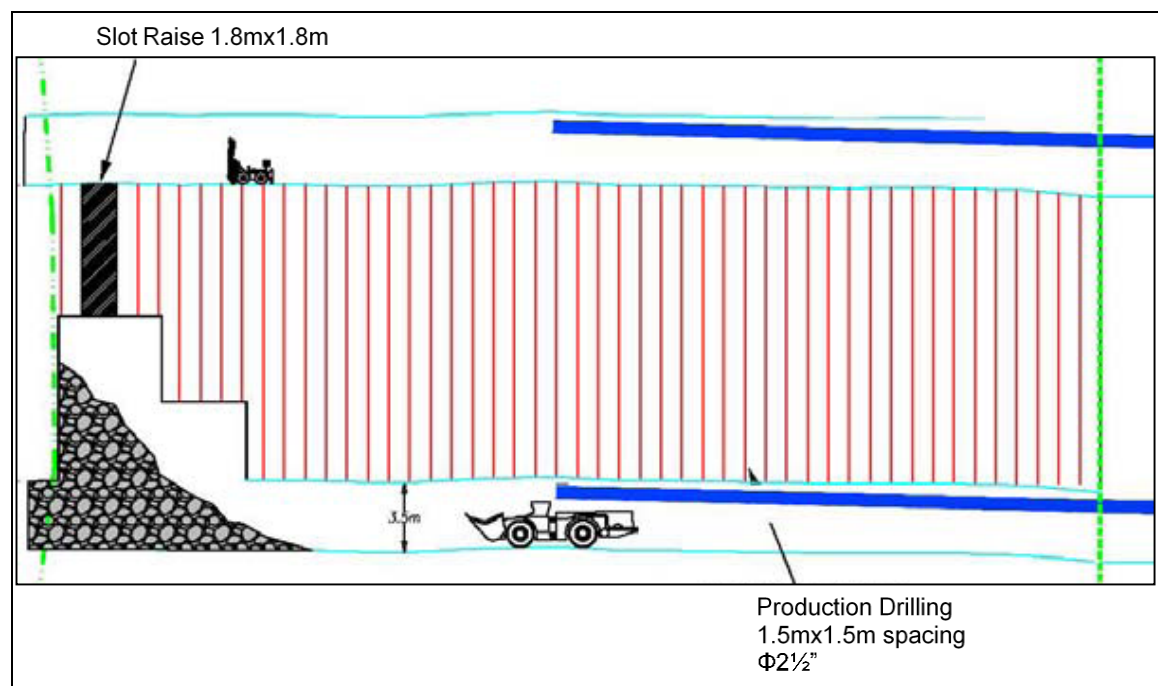 Slot Raise 1.8mx1.8m
3.5m
Production Drilling
1.5mx1.5m spacing
Φ2½”